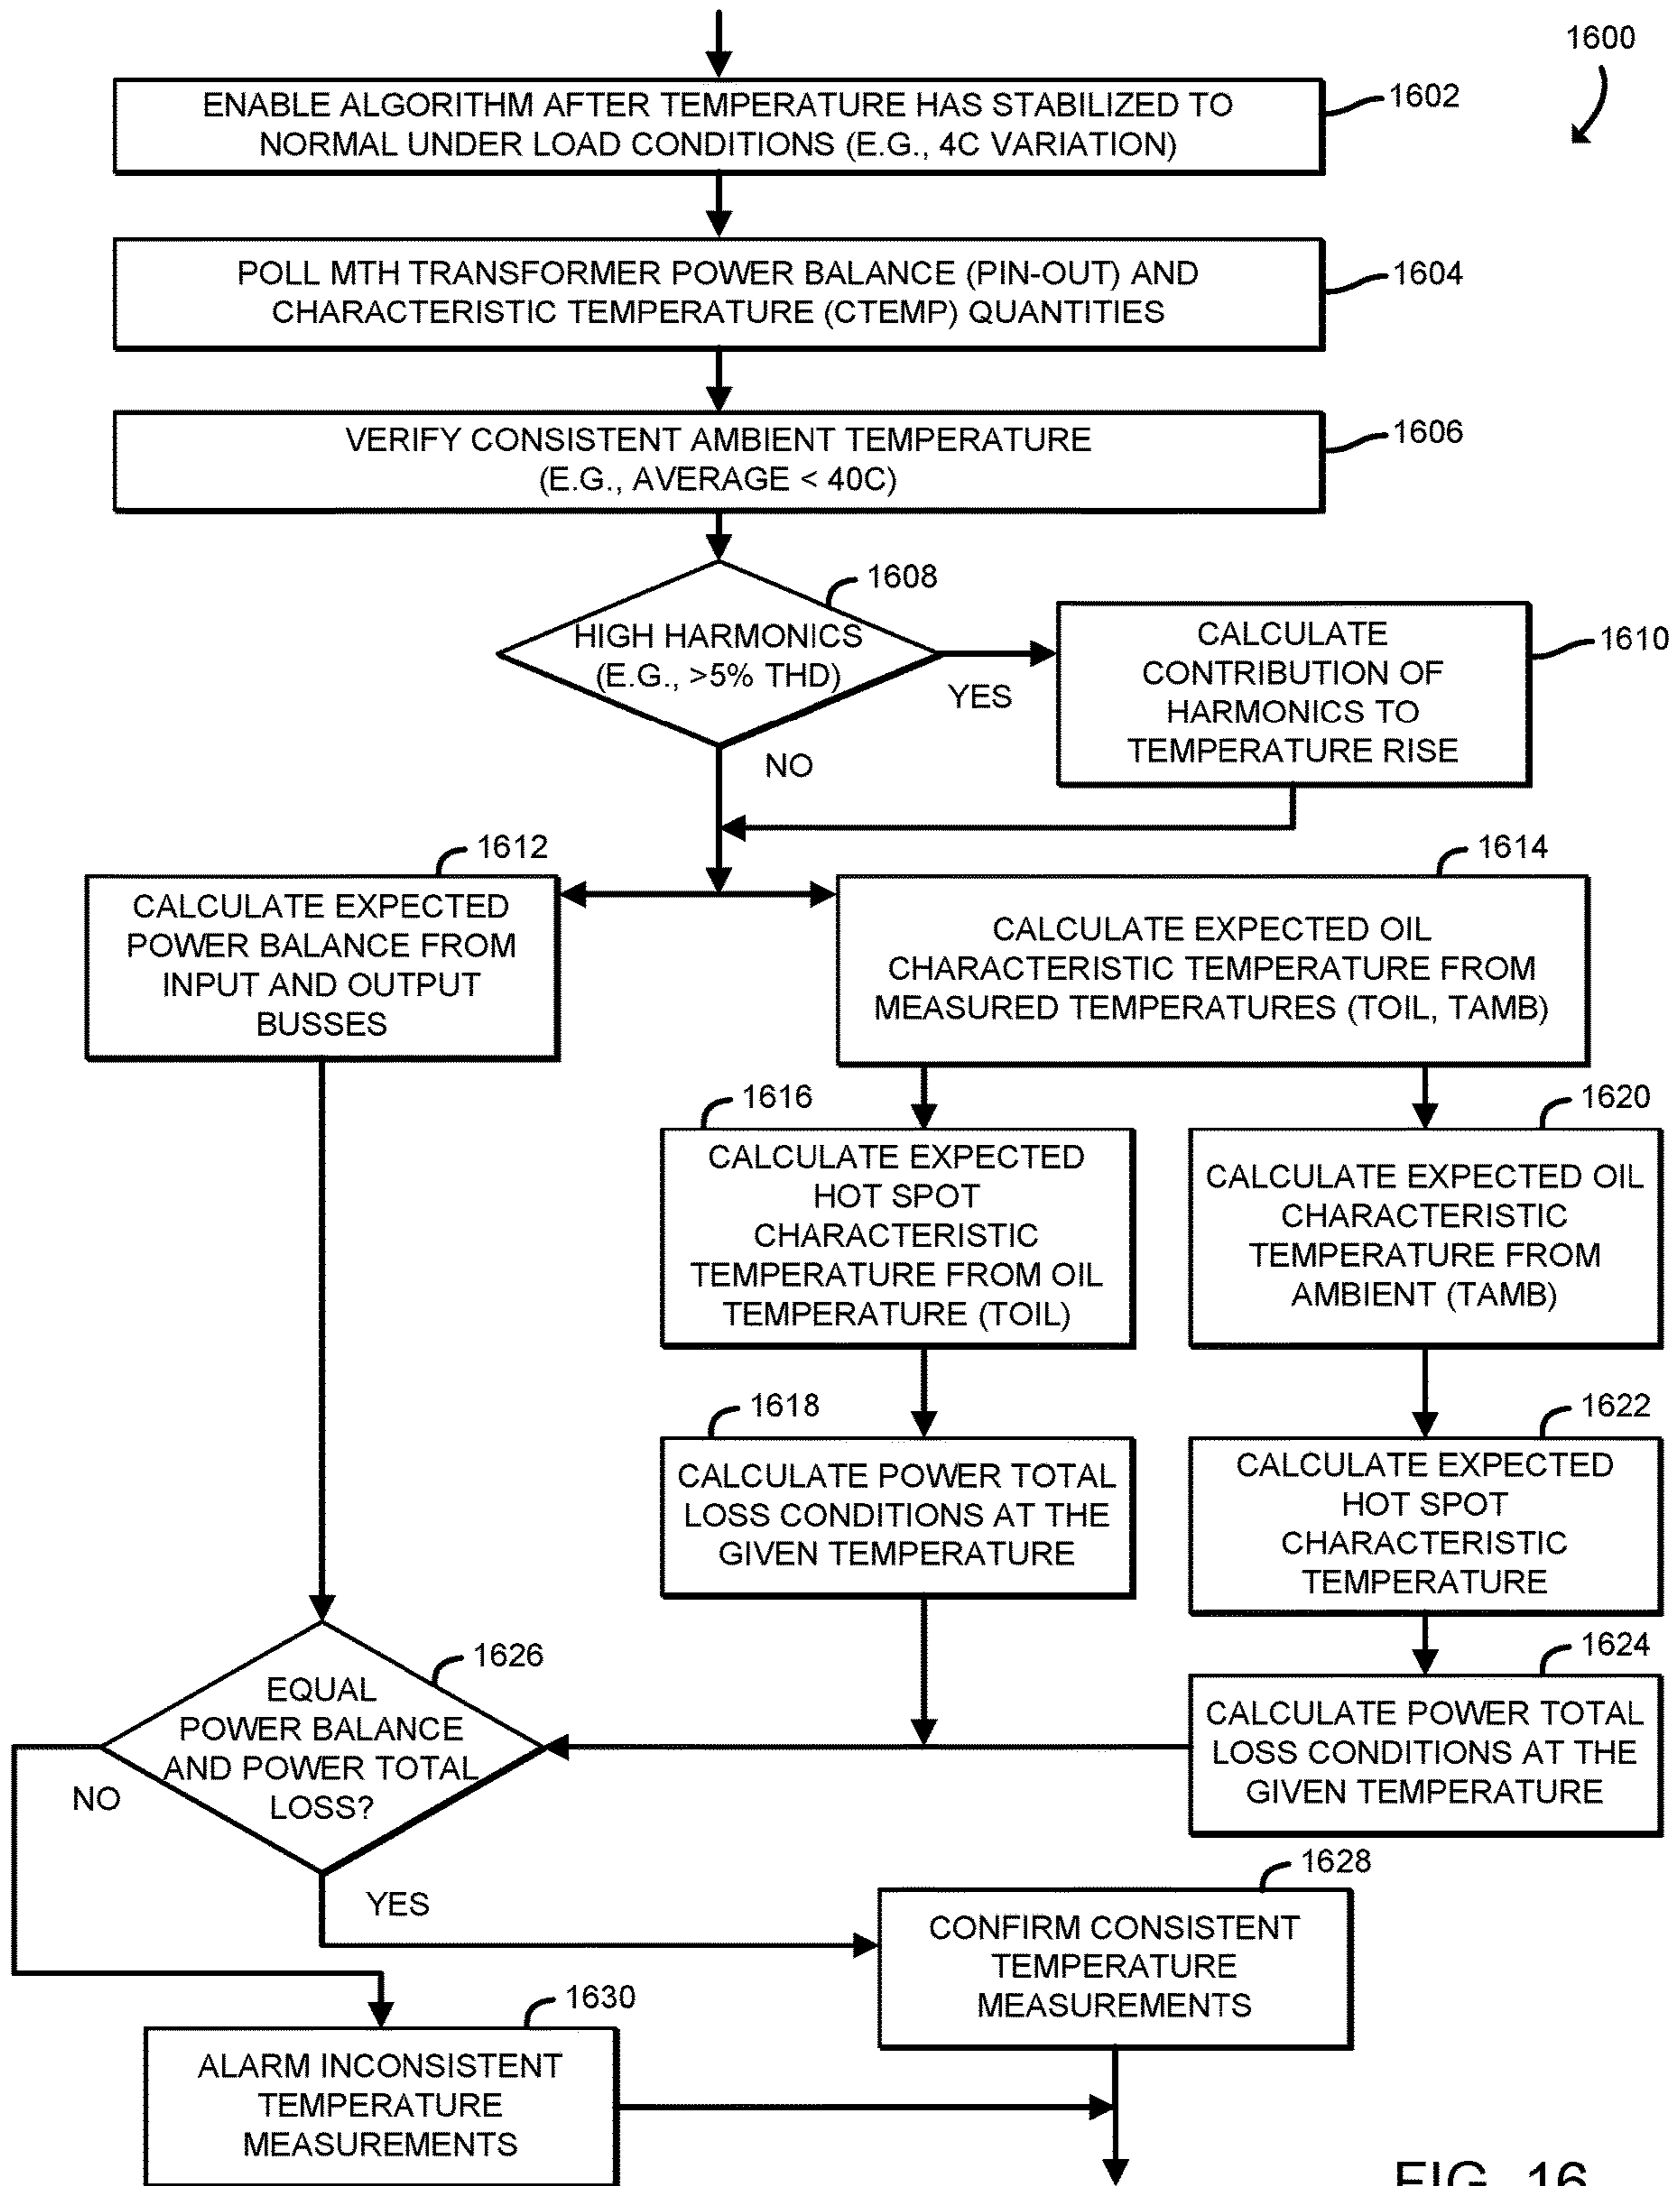 1600
ENABLE ALGORITHM AFTER TEMPERATURE HAS STABILIZED TO
NORMAL UNDER LOAD CONDITIONS (E.G., 4C VARIATION)
1602
POLL MTH TRANSFORMER POWER BALANCE (PIN-OUT) AND
CHARACTERISTIC TEMPERATURE (CTEMP) QUANTITIES
1604
VERIFY CONSISTENT AMBIENT TEMPERATURE
(E.G., AVERAGE < 40C)
1606
1608
HIGH HARMONICS
(E.G., >5% THD)
YES
NO
CALCULATE
CONTRIBUTION OF
HARMONICS TO
TEMPERATURE RISE
1610
1612
CALCULATE EXPECTED
POWER BALANCE FROM
INPUT AND OUTPUT
BUSSES
1614
CALCULATE EXPECTED OIL
CHARACTERISTIC TEMPERATURE FROM
MEASURED TEMPERATURES (TOIL, TAMB)
1616
CALCULATE EXPECTED
HOT SPOT
CHARACTERISTIC
TEMPERATURE FROM OIL
TEMPERATURE (TOIL)
1620
CALCULATE EXPECTED OIL
CHARACTERISTIC
TEMPERATURE FROM
AMBIENT (TAMB)
1618
CALCULATE POWER TOTAL
LOSS CONDITIONS AT THE
GIVEN TEMPERATURE
1622
CALCULATE EXPECTED
HOT SPOT
CHARACTERISTIC
TEMPERATURE
1624
CALCULATE POWER TOTAL
LOSS CONDITIONS AT THE
GIVEN TEMPERATURE
1626
EQUAL
POWER BALANCE
AND POWER TOTAL
LOSS?
NO
YES
1628
CONFIRM CONSISTENT
TEMPERATURE
MEASUREMENTS
1630
ALARM INCONSISTENT
TEMPERATURE
MEASUREMENTS
FIG. 16